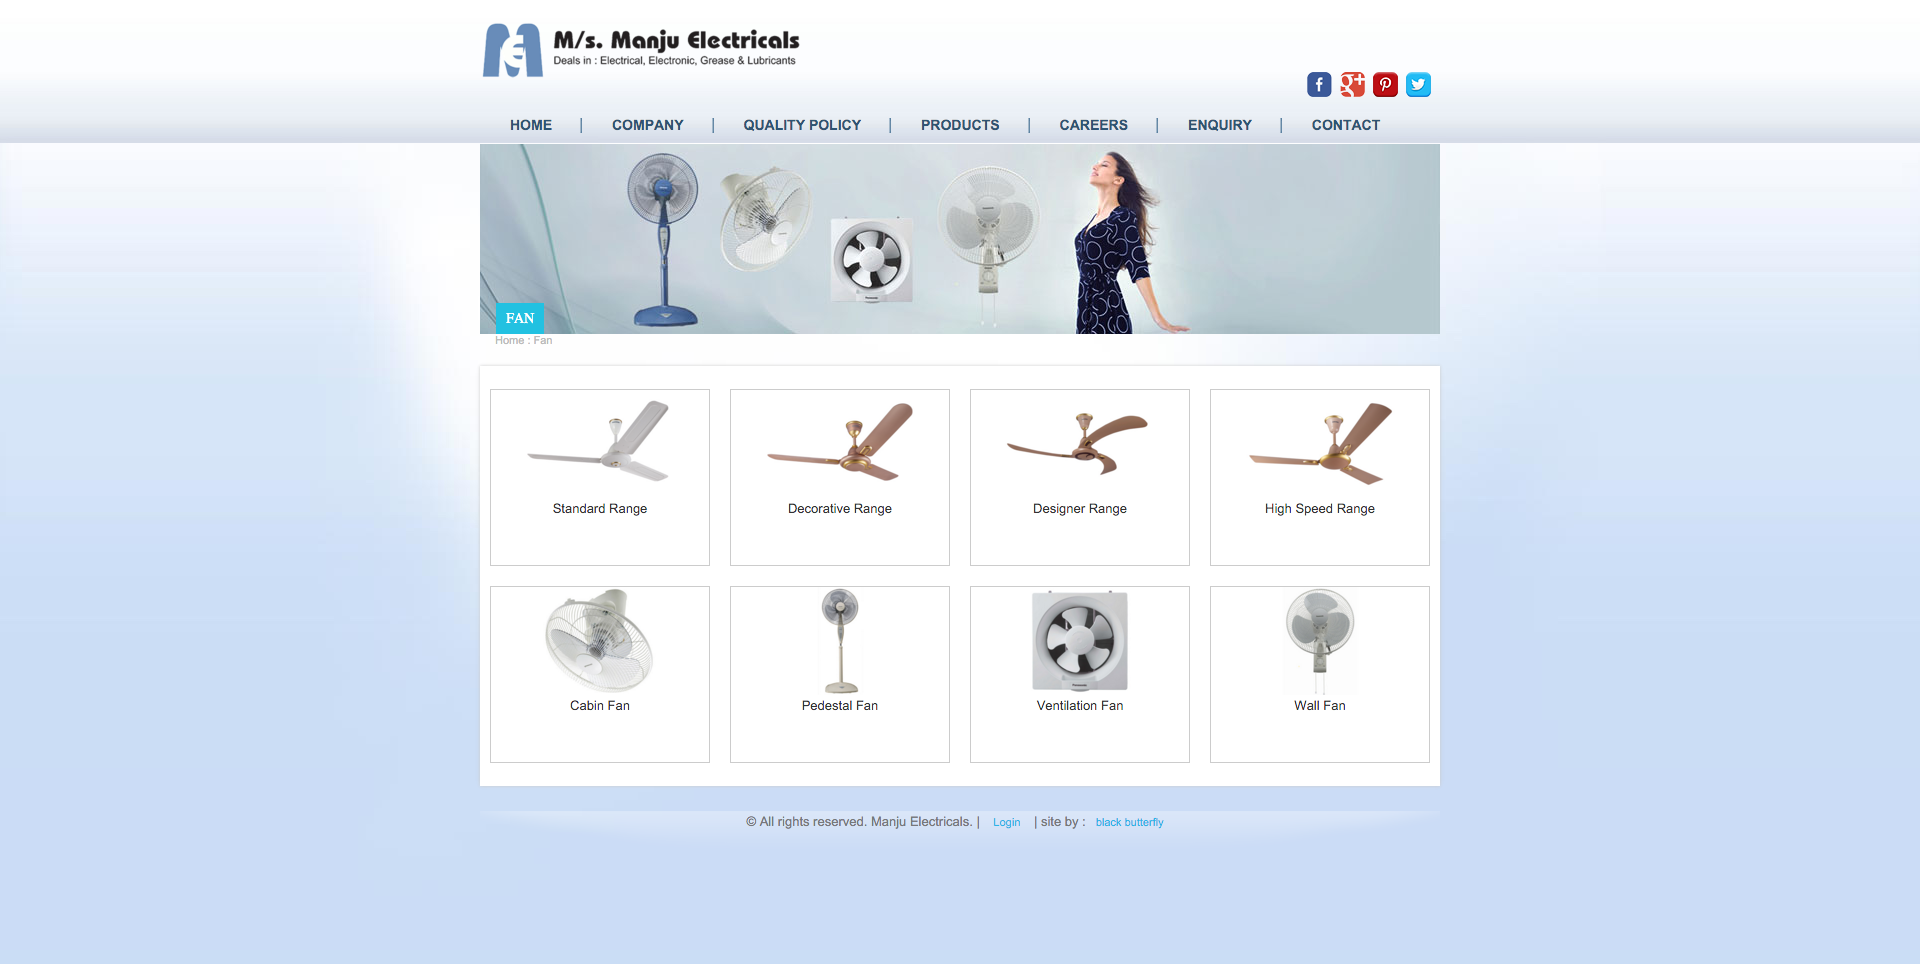 M/s. Manju Electricals
Deals in : Electrical, Electronic, Grease & Lubricants
HOME | COMPANY | QUALITY POLICY | PRODUCTS | CAREERS | ENQUIRY | CONTACT
FAN
Home : Fan
Standard Range
Decorative Range
Designer Range
High Speed Range
Cabin Fan
Pedestal Fan
Ventilation Fan
Wall Fan
© All rights reserved. Manju Electricals. | Login | site by : black butterfly